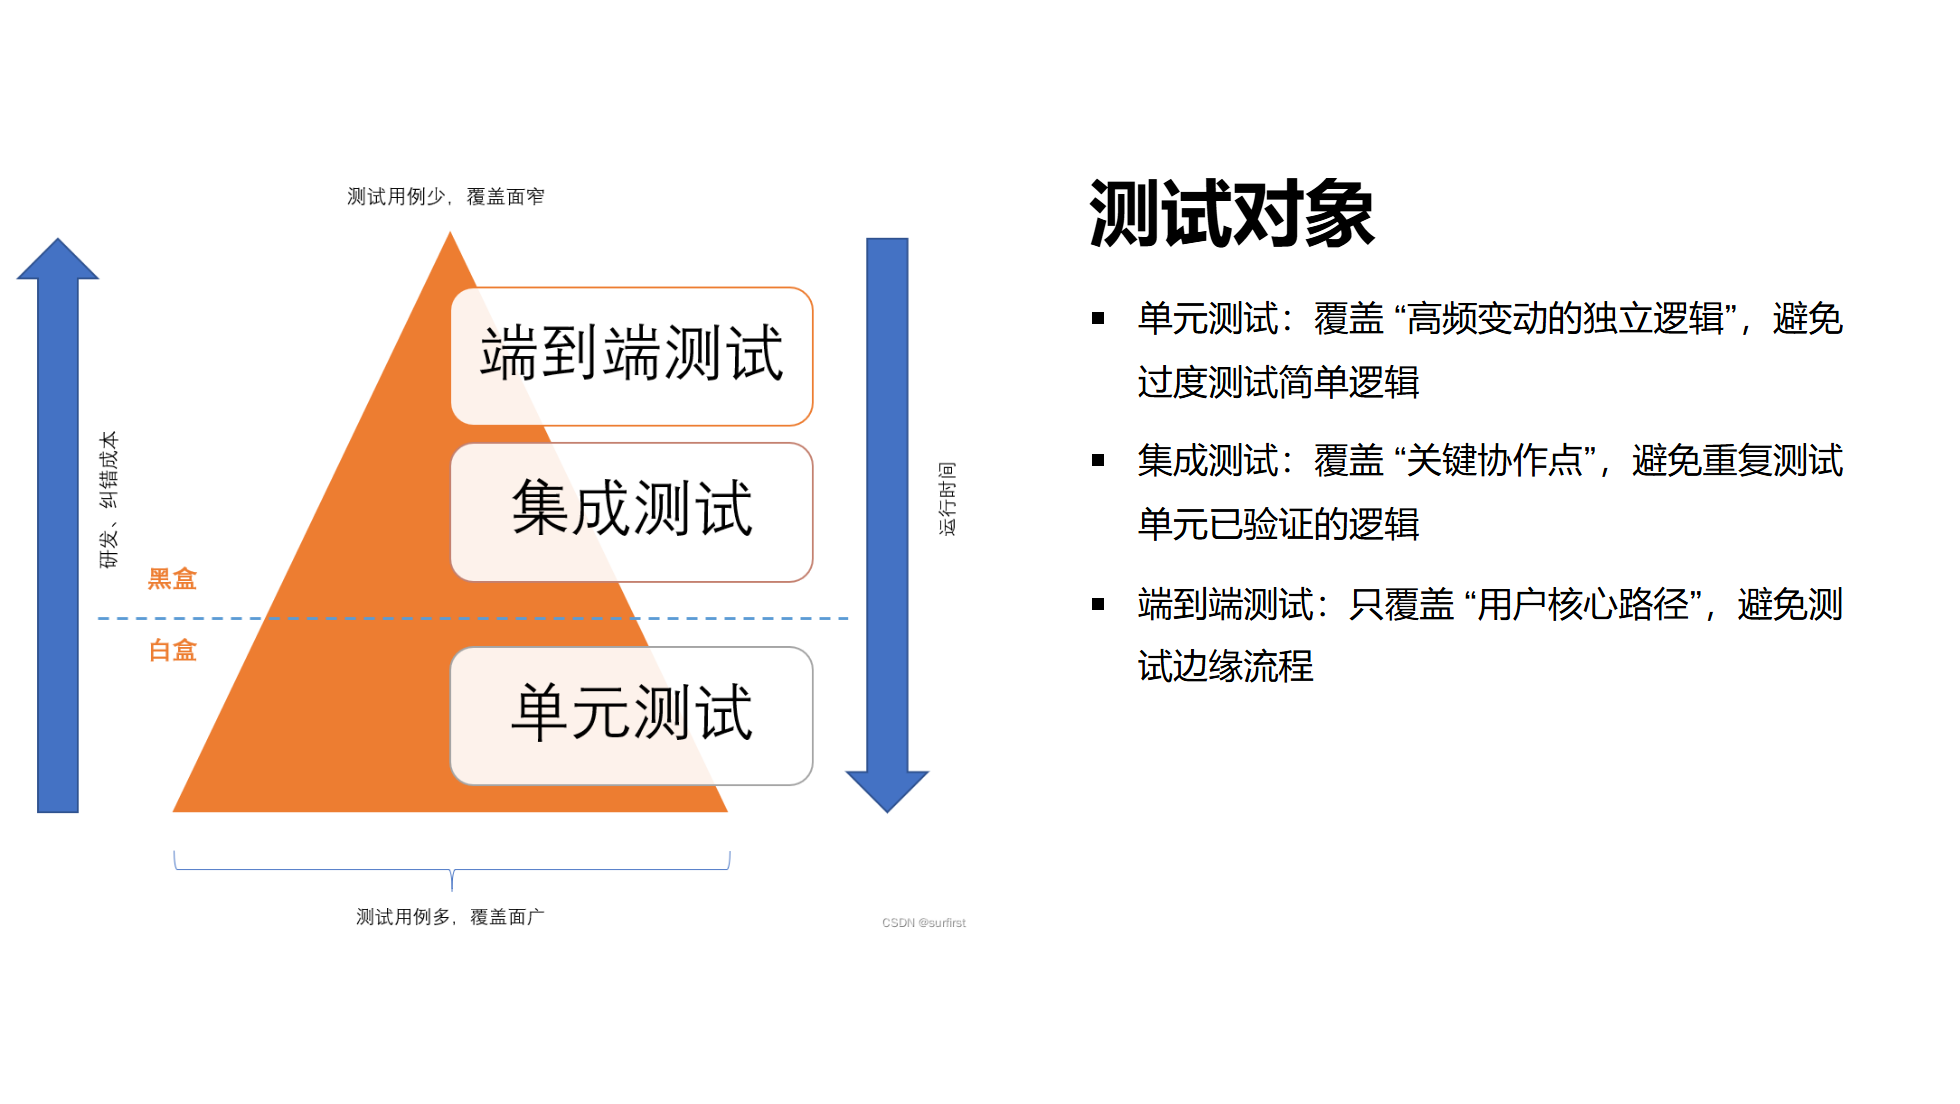 测试用例少，覆盖面窄
研发、纠错成本
端到端测试
集成测试
黑盒
白盒
单元测试
运行时间
测试用例多，覆盖面广
CSDN @surfirst
测试对象
▪ 单元测试：覆盖 “高频变动的独立逻辑”，避免
过度测试简单逻辑
▪ 集成测试：覆盖 “关键协作点”，避免重复测试
单元已验证的逻辑
▪ 端到端测试：只覆盖 “用户核心路径”，避免测
试边缘流程